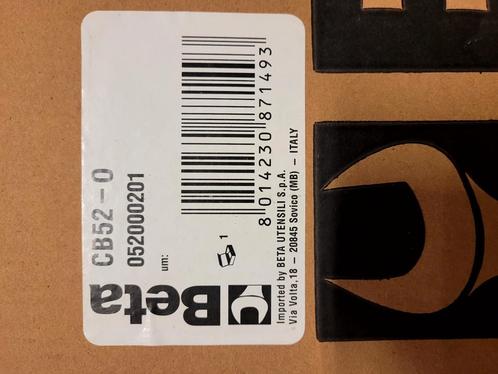 Beta
CB52-0
052000201
um:
1
8 014230 871493
Imported by BETA UTENSILI S.p.A.
Via Volta,18 - 20845 Sovico (MB) - ITALY